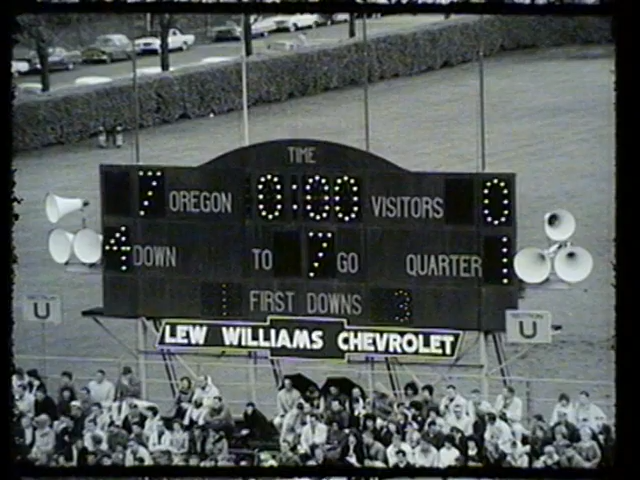 TIME
7 OREGON 0:00 VISITORS 0
4 DOWN TO 7 GO QUARTER 1
1 FIRST DOWNS 3
LEW WILLIAMS CHEVROLET
U
U